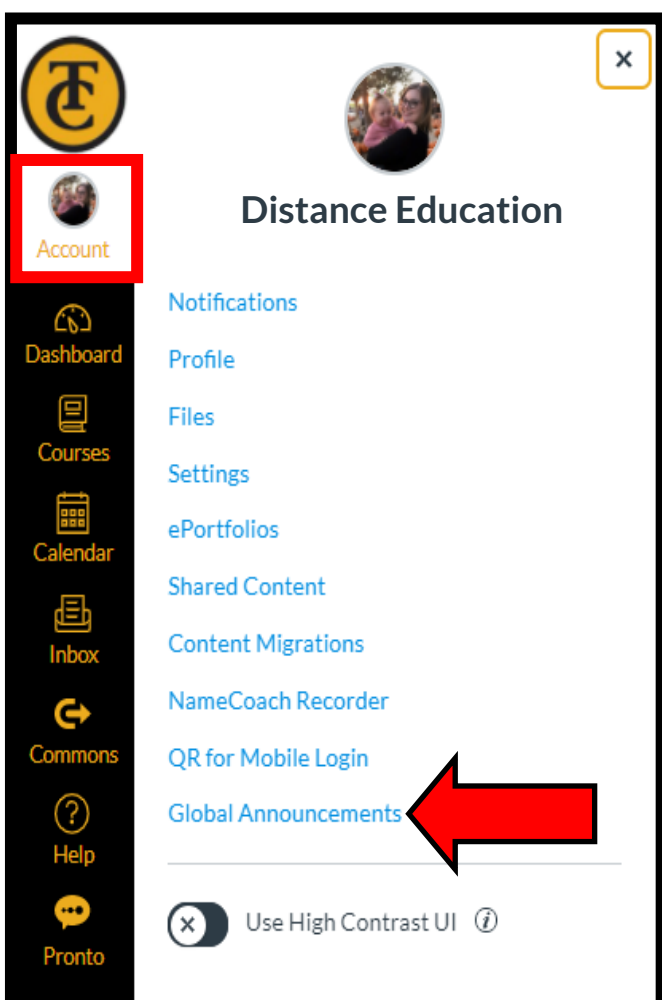 TC
×
Distance Education
Account
Dashboard
Courses
Calendar
Inbox
Commons
Help
Pronto
Notifications
Profile
Files
Settings
ePortfolios
Shared Content
Content Migrations
NameCoach Recorder
QR for Mobile Login
Global Announcements
Use High Contrast UI